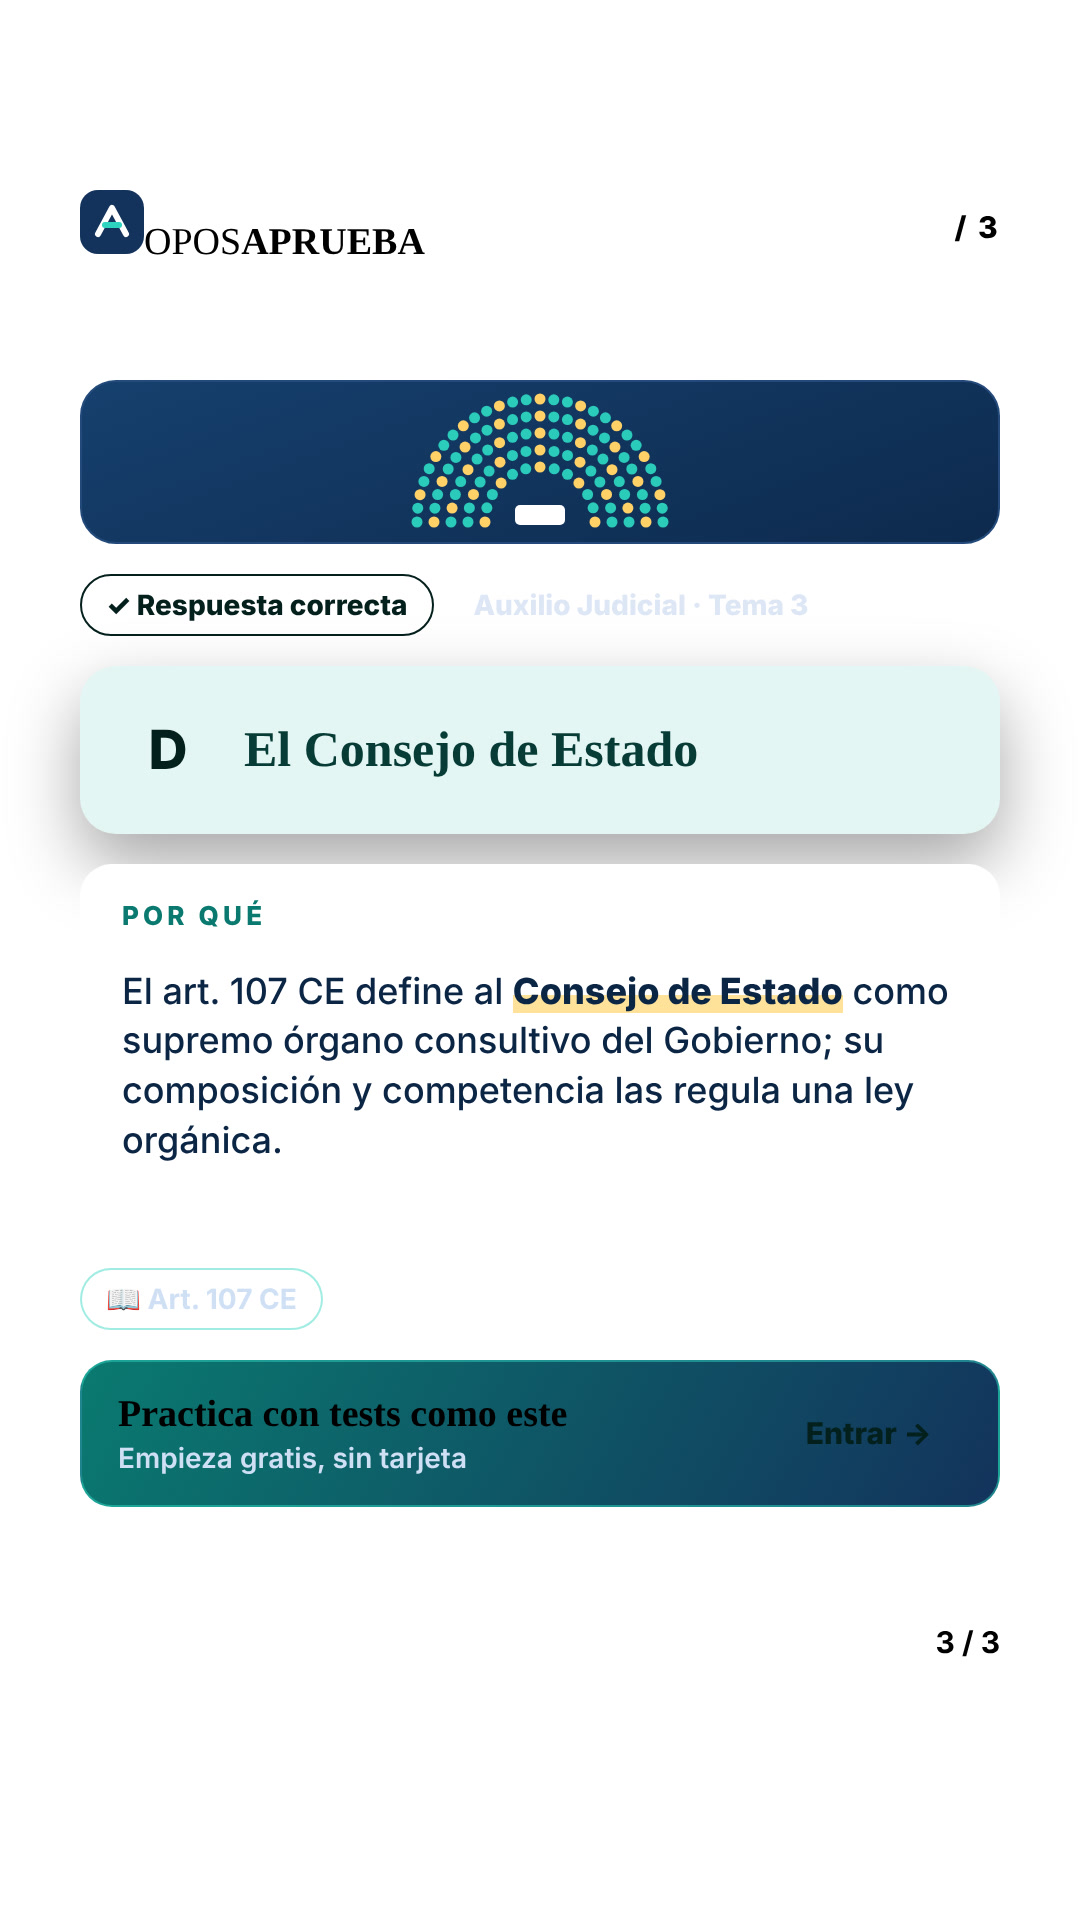 OPOSAPRUEBA
/ 3
✓ Respuesta correcta
Auxilio Judicial · Tema 3
D El Consejo de Estado
POR QUÉ
El art. 107 CE define al Consejo de Estado como
supremo órgano consultivo del Gobierno; su
composición y competencia las regula una ley
orgánica.
📖 Art. 107 CE
Practica con tests como este
Empieza gratis, sin tarjeta
Entrar →
3 / 3